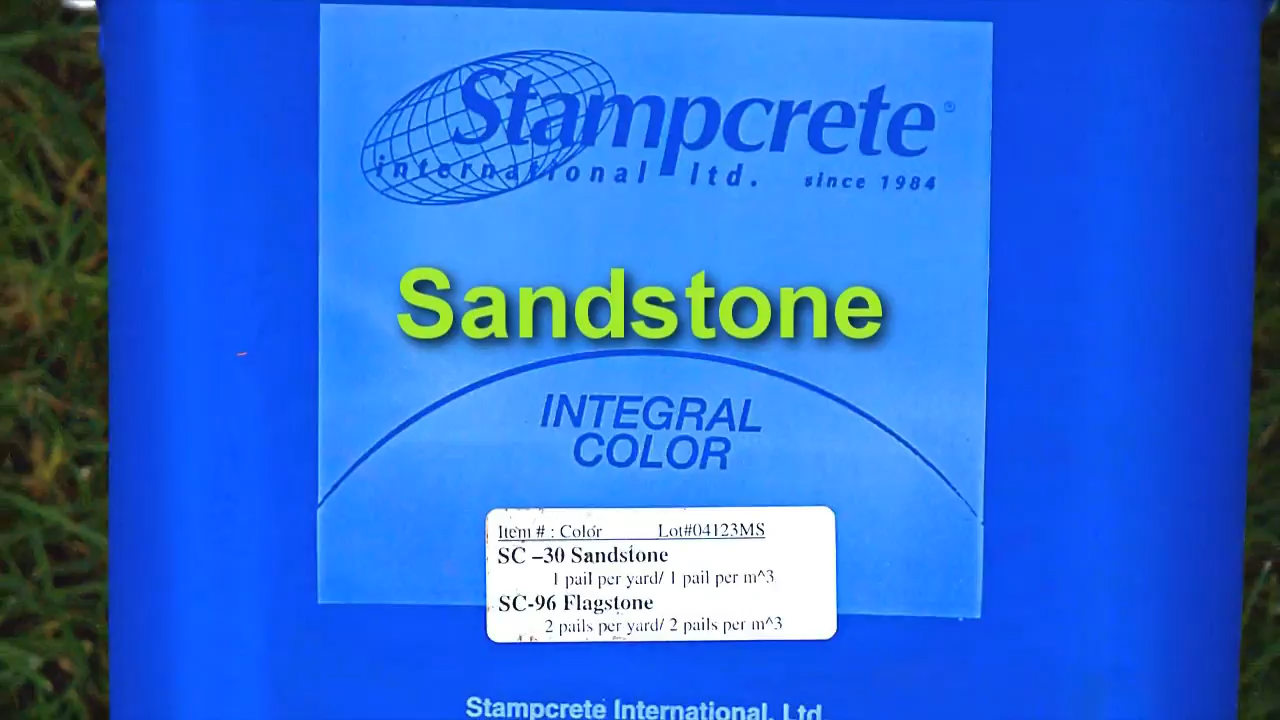 Stampcrete®
international ltd. since 1984
Sandstone
INTEGRAL
COLOR
Item # : Color Lot#04123MS
SC –30 Sandstone
1 pail per yard/ 1 pail per m^3
SC-96 Flagstone
2 pails per yard/ 2 pails per m^3
Stampcrete International, Ltd